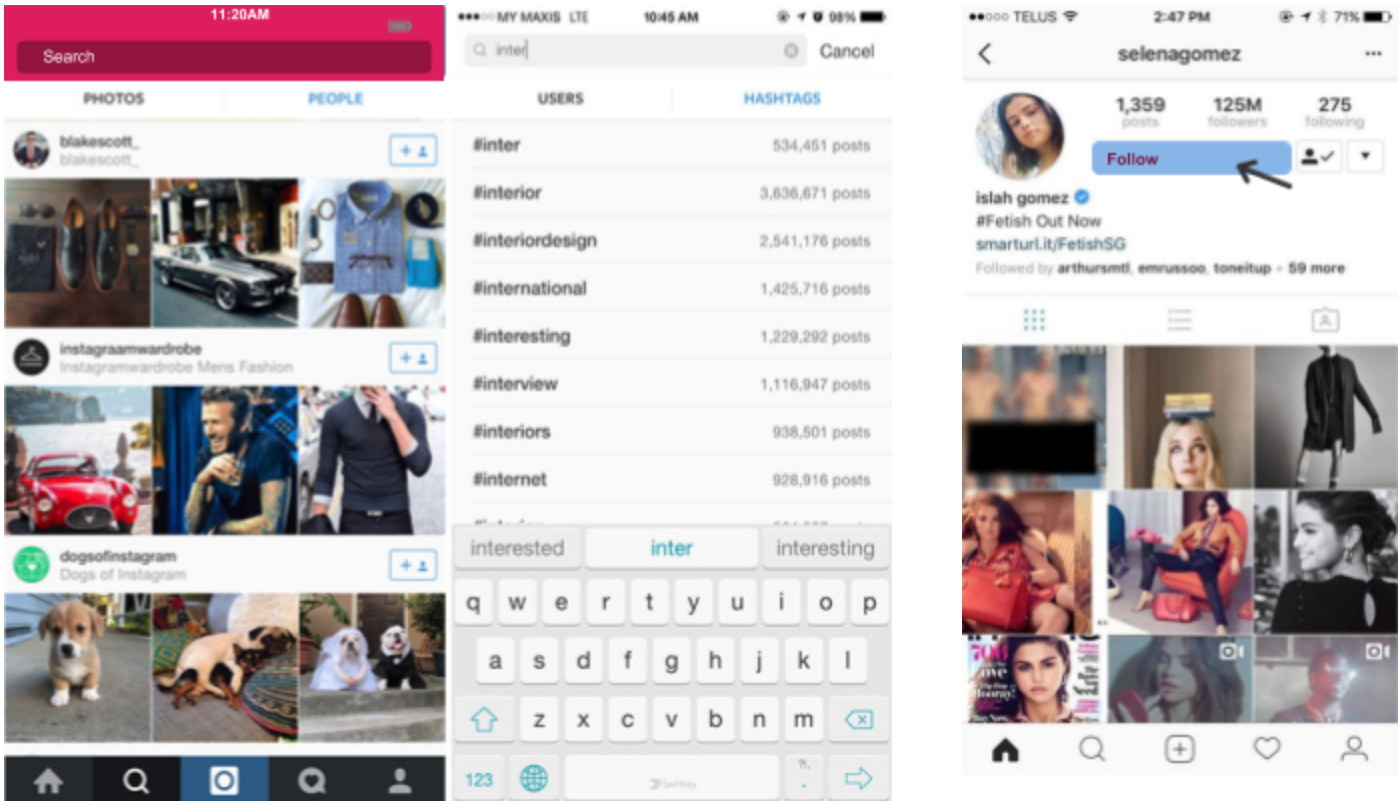 11:20AM
Search
PHOTOS PEOPLE
blakescott_
blakescott_
instagraamwardrobe
Instagramwardrobe Mens Fashion
dogsofinstagram
Dogs of Instagram
MY MAXIS LTE 10:45 AM 98%
inter Cancel
USERS HASHTAGS
#inter 534,451 posts
#interior 3,636,671 posts
#interiordesign 2,541,176 posts
#international 1,425,716 posts
#interesting 1,229,292 posts
#interview 1,116,947 posts
#interiors 938,501 posts
#internet 928,916 posts
interested inter interesting
q w e r t y u i o p
a s d f g h j k l
z x c v b n m
123 SwiftKey ?!, .
TELUS 2:47 PM 71%
selenagomez
1,359 125M 275
posts followers following
Follow
islah gomez
#Fetish Out Now
smarturl.it/FetishSG
Followed by arthursmtl, emrussoo, toneitup + 59 more